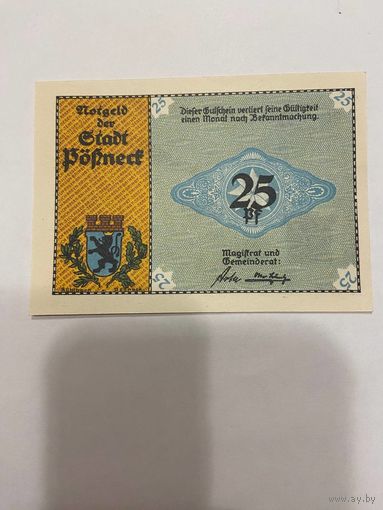 Notgeld
der
Stadt
Pößneck
25
Dieser Gutschein verliert seine Gültigkeit
einen Monat nach Bekanntmachung.
25
25
Pf
Magistrat und
Gemeinderat:
25
25
www.ay.by